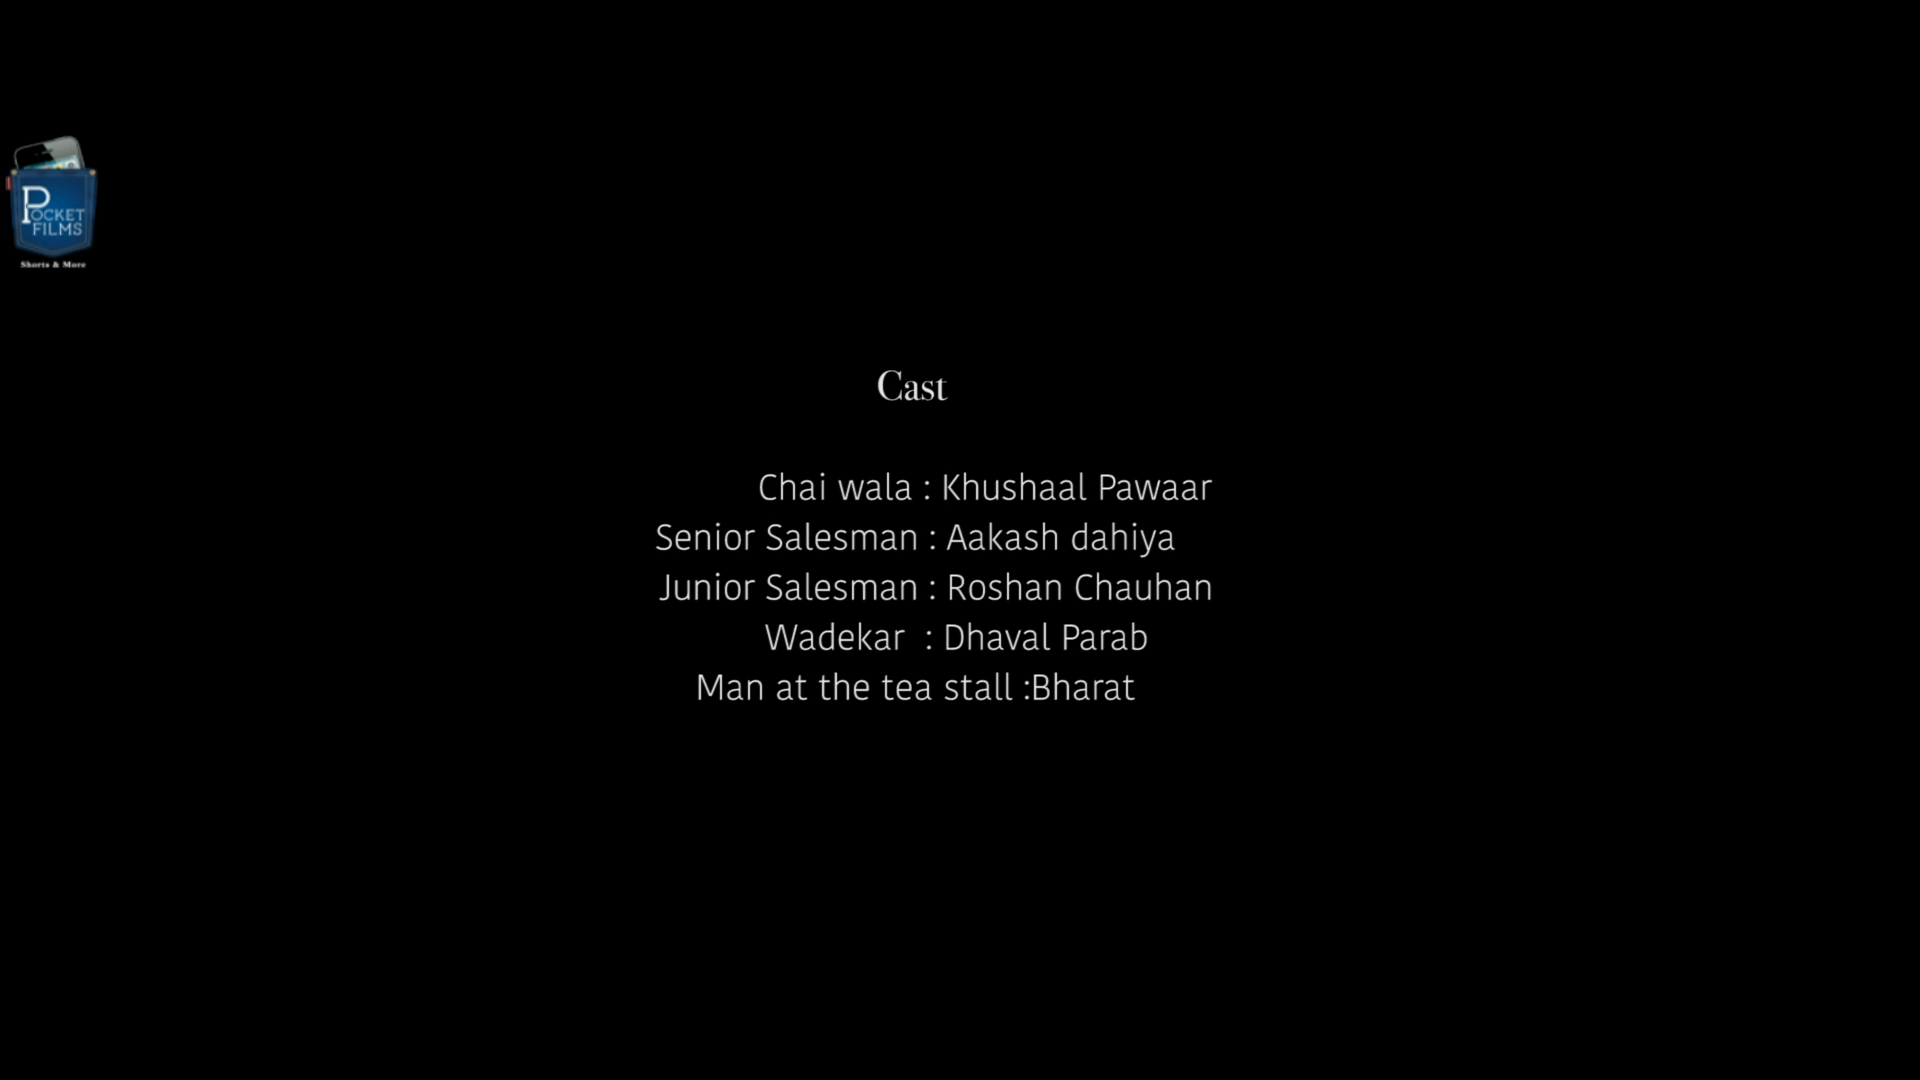 POCKET
FILMS
Shorts & More
Cast
Chai wala : Khushaal Pawaar
Senior Salesman : Aakash dahiya
Junior Salesman : Roshan Chauhan
Wadekar : Dhaval Parab
Man at the tea stall :Bharat